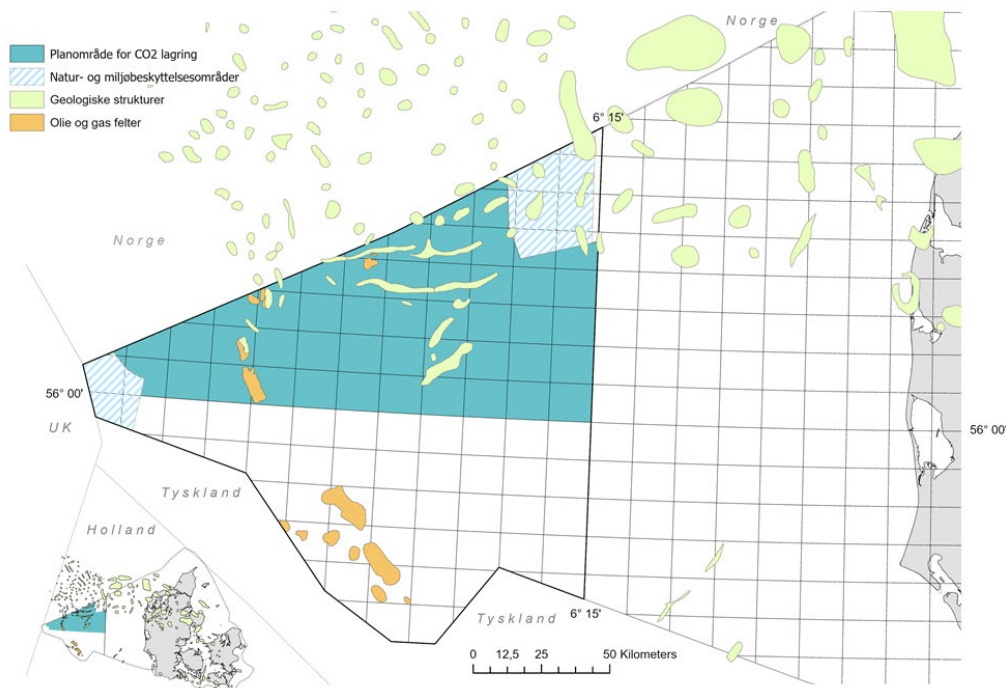 Norge
Planområde for CO2 lagring
Natur- og miljøbeskyttelsesområder
Geologiske strukturer
Olie og gas felter
6° 15'
Norge
56° 00'
UK
56° 00'
Tyskland
Holland
6° 15'
Tyskland
0 12,5 25 50 Kilometers